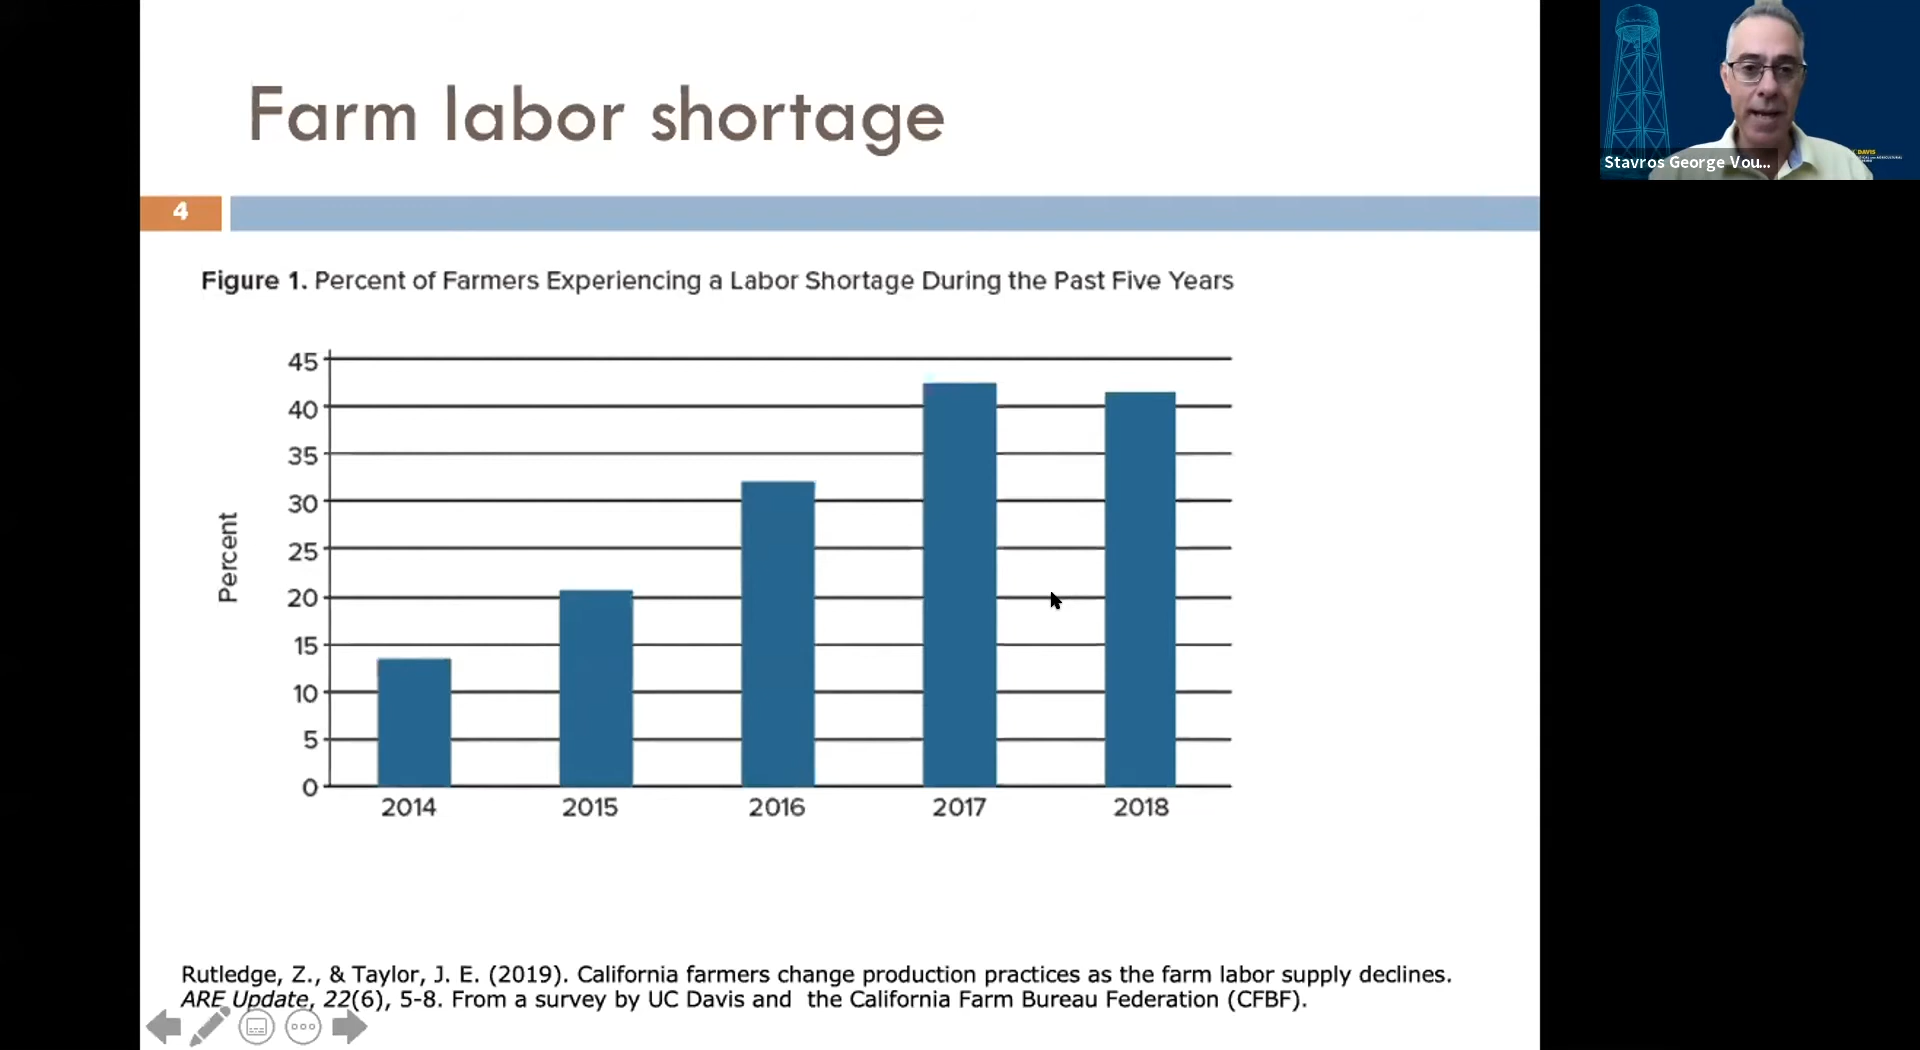 Farm labor shortage
4
Figure 1. Percent of Farmers Experiencing a Labor Shortage During the Past Five Years
Percent
45
40
35
30
25
20
15
10
5
0
2014
2015
2016
2017
2018
Rutledge, Z., & Taylor, J. E. (2019). California farmers change production practices as the farm labor supply declines.
ARE Update, 22(6), 5-8. From a survey by UC Davis and  the California Farm Bureau Federation (CFBF).
Stavros George Vou...
DAVIS